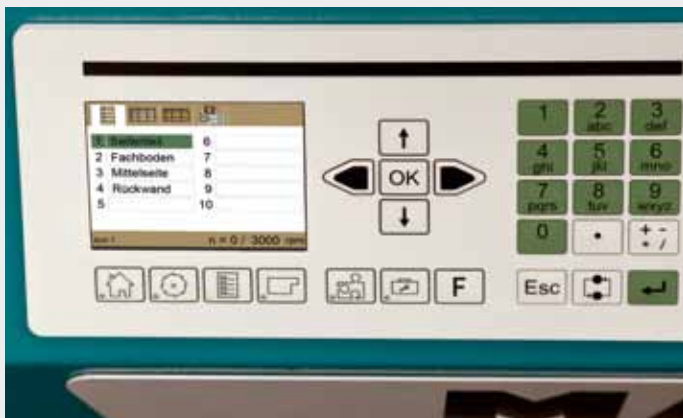 1 Seitenteil 6
2 Fachboden 7
3 Mittelseite 8
4 Rückwand 9
5 10
n = 0 / 3000 rpm
OK
F
1 2 abc 3 def
4 ghi 5 jkl 6 mno
7 pqrs 8 tuv 9 wxyz
0 . + - * /
Esc